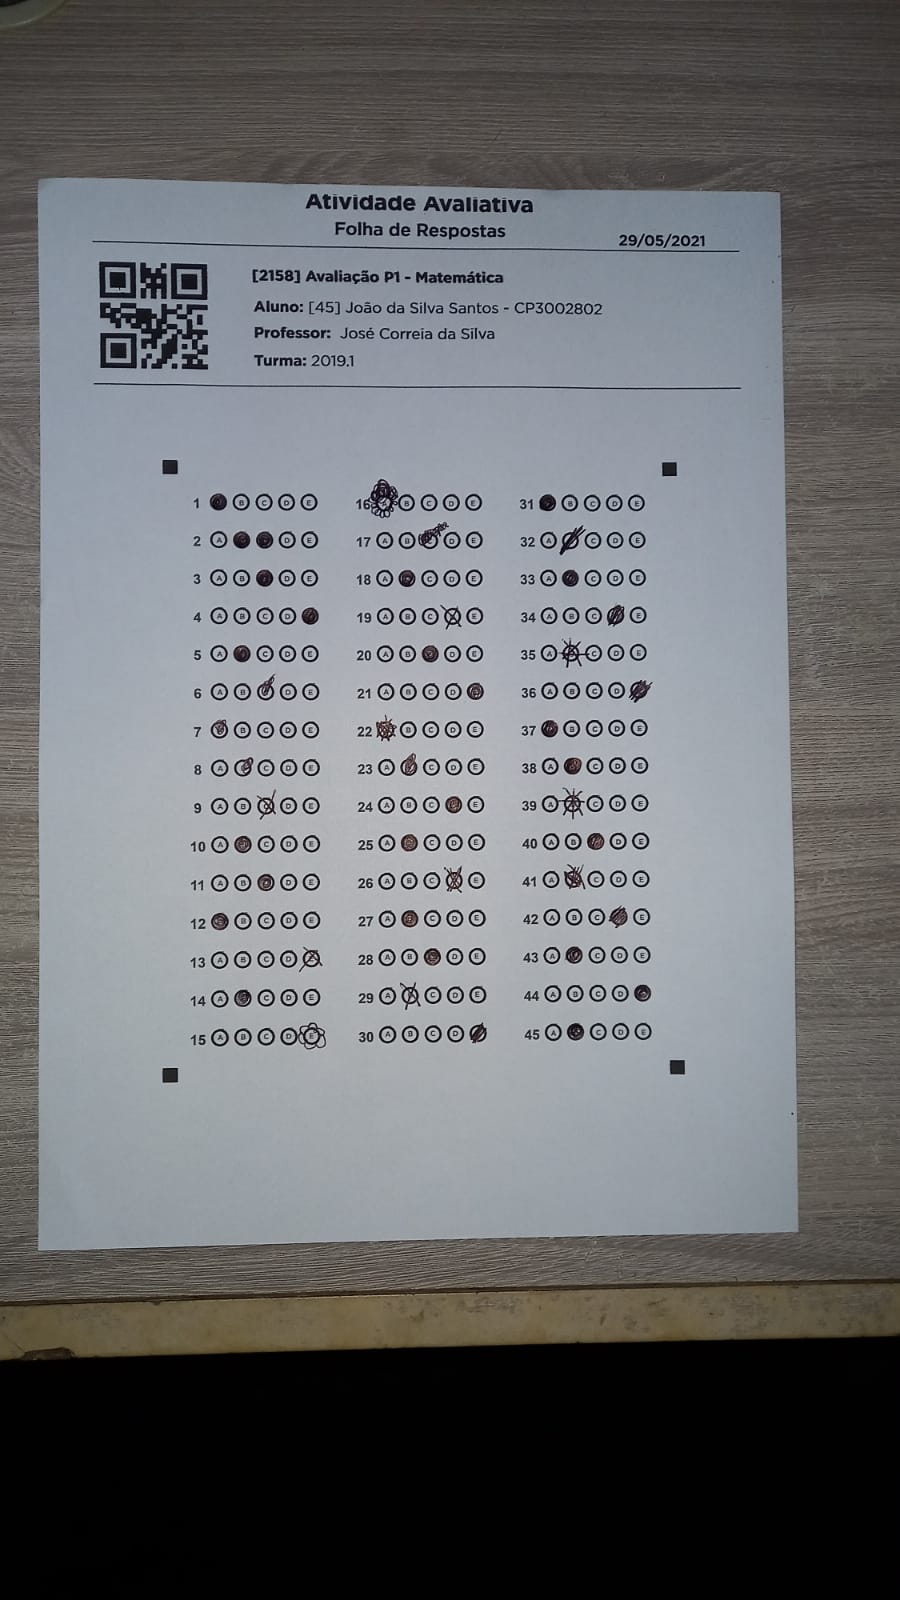 Atividade Avaliativa
Folha de Respostas
29/05/2021
[2158] Avaliação P1 - Matemática
Aluno: [45] João da Silva Santos - CP3002802
Professor: José Correia da Silva
Turma: 2019.1
1 B C D E
2 A D E
3 A B D E
4 A B C D
5 A C D E
6 A B D E
7 B C D E
8 A C D E
9 A B D E
10 A C D E
11 A B D E
12 B C D E
13 A B C D
14 A C D E
15 A B C D E
16 B C D E
17 A B D E
18 A C D E
19 A B C E
20 A B D E
21 A B C D
22 B C D E
23 A C D E
24 A B C E
25 A C D E
26 A B C E
27 A C D E
28 A B D E
29 A C D E
30 A B C D
31 B C D E
32 A C D E
33 A C D E
34 A B C E
35 A C D E
36 A B C D
37 B C D E
38 A C D E
39 A C D E
40 A B D E
41 A C D E
42 A B C E
43 A C D E
44 A B C D
45 A C D E